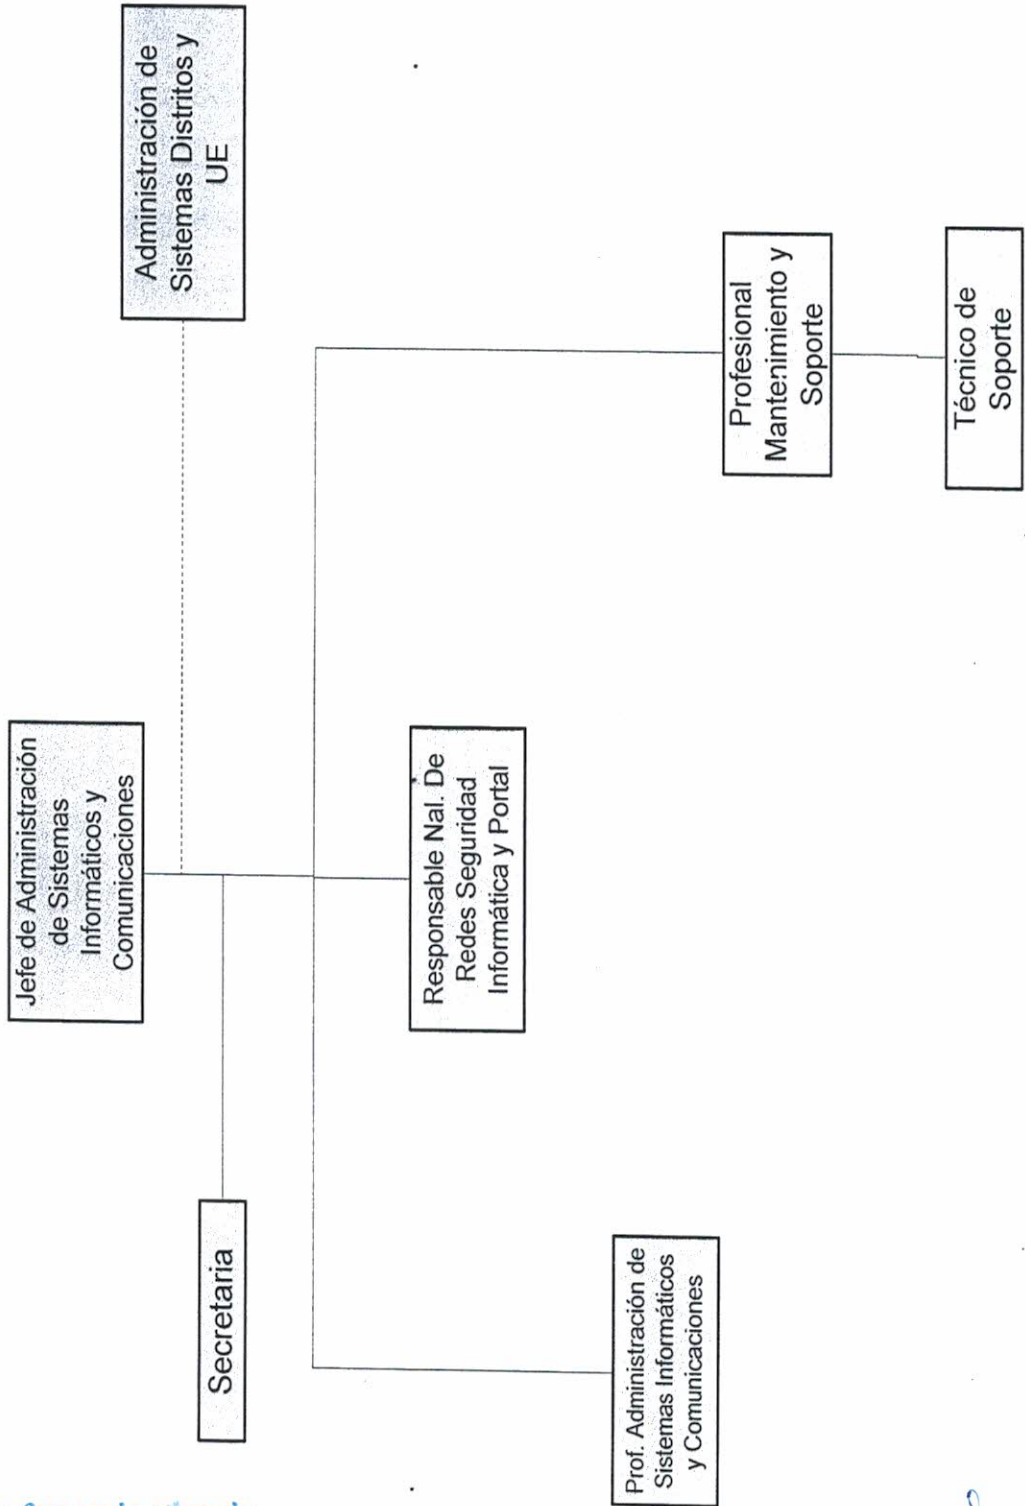 Jefe de Administración
de Sistemas
Informáticos y
Comunicaciones
Administración de
Sistemas Distritos y
UE
Secretaria
Responsable Nal. De
Redes Seguridad
Informática y Portal
Prof. Administración de
Sistemas Informáticos
y Comunicaciones
Profesional
Mantenimiento y
Soporte
Técnico de
Soporte